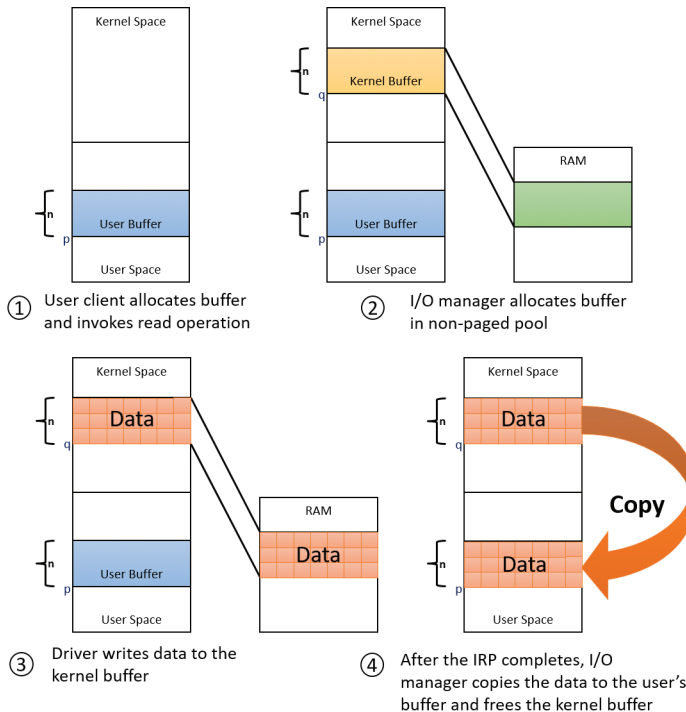 Kernel Space
n
User Buffer
p
User Space
① User client allocates buffer
and invokes read operation
Kernel Space
n
Kernel Buffer
q
n
User Buffer
p
User Space
RAM
② I/O manager allocates buffer
in non-paged pool
Kernel Space
n
Data
q
n
User Buffer
p
User Space
RAM
Data
③ Driver writes data to the
kernel buffer
Kernel Space
n
Data
q
Copy
n
Data
p
User Space
④ After the IRP completes, I/O
manager copies the data to the user's
buffer and frees the kernel buffer